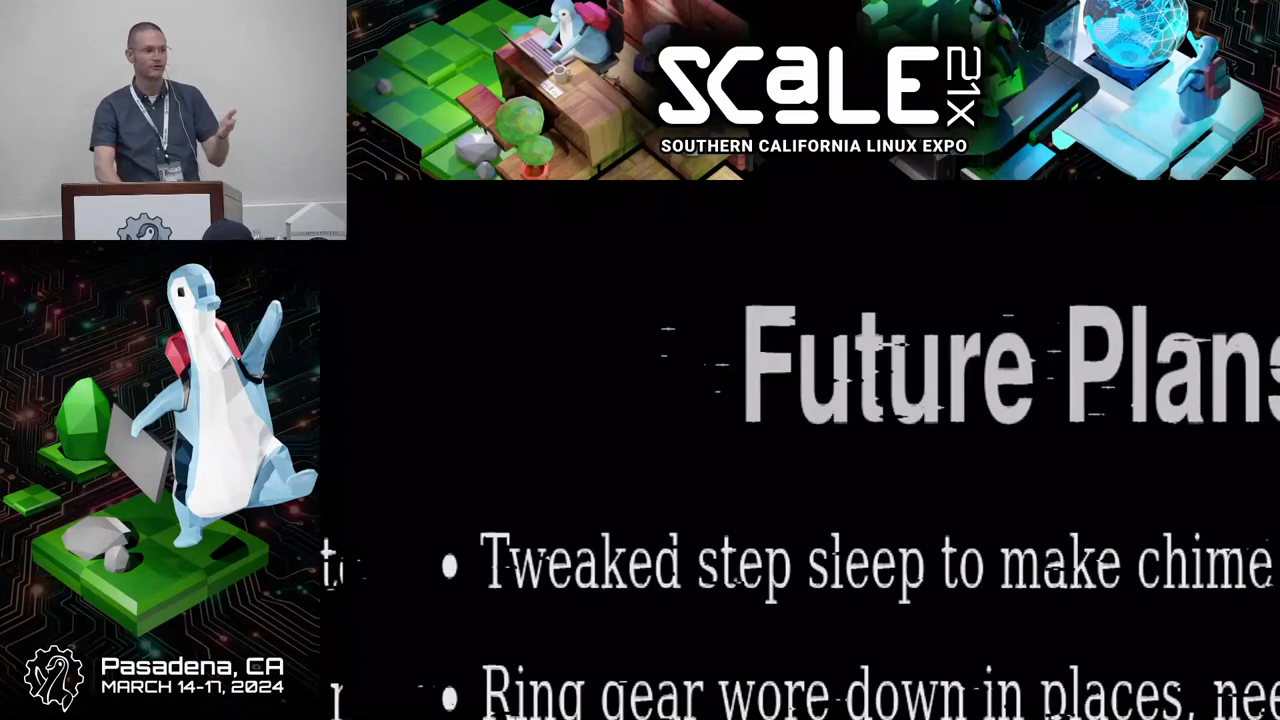 SCALE 21x
SOUTHERN CALIFORNIA LINUX EXPO
Future Plans
• Tweaked step sleep to make chime
• Ring gear wore down in places, nee
Pasadena, CA
MARCH 14-17, 2024